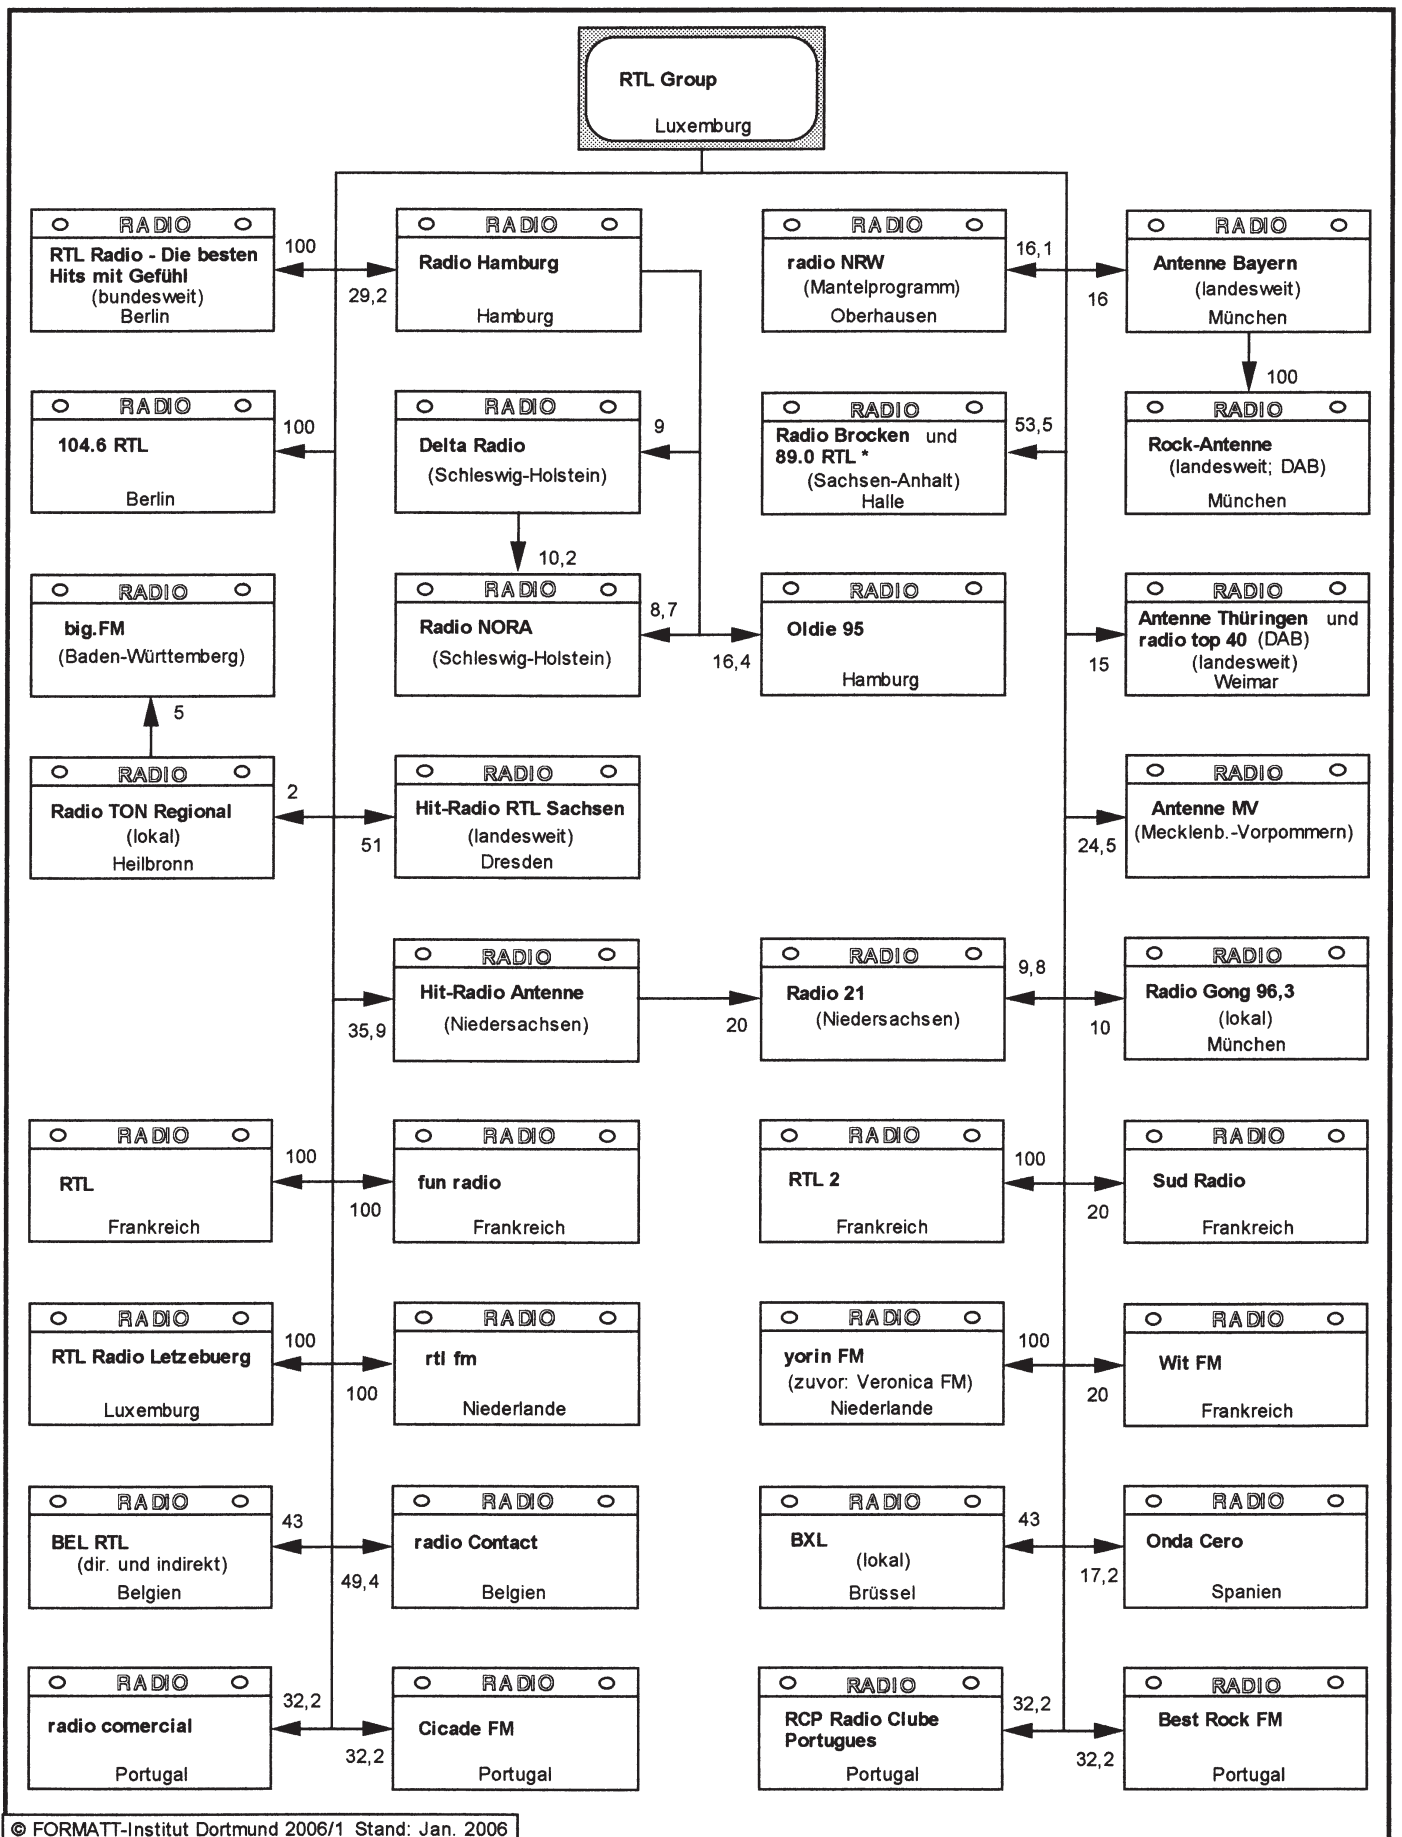 RTL Group
Luxemburg
RADIO
RTL Radio - Die besten
Hits mit Gefühl
(bundesweit)
Berlin
100
29,2
RADIO
Radio Hamburg
Hamburg
RADIO
radio NRW
(Mantelprogramm)
Oberhausen
16,1
16
RADIO
Antenne Bayern
(landesweit)
München
100
RADIO
104.6 RTL
Berlin
100
RADIO
Delta Radio
(Schleswig-Holstein)
9
10,2
RADIO
Radio Brocken und
89.0 RTL *
(Sachsen-Anhalt)
Halle
53,5
RADIO
Rock-Antenne
(landesweit; DAB)
München
RADIO
big.FM
(Baden-Württemberg)
5
RADIO
Radio NORA
(Schleswig-Holstein)
8,7
16,4
RADIO
Oldie 95
Hamburg
15
RADIO
Antenne Thüringen und
radio top 40 (DAB)
(landesweit)
Weimar
RADIO
Radio TON Regional
(lokal)
Heilbronn
2
51
RADIO
Hit-Radio RTL Sachsen
(landesweit)
Dresden
24,5
RADIO
Antenne MV
(Mecklenb.-Vorpommern)
35,9
RADIO
Hit-Radio Antenne
(Niedersachsen)
20
RADIO
Radio 21
(Niedersachsen)
9,8
10
RADIO
Radio Gong 96,3
(lokal)
München
RADIO
RTL
Frankreich
100
100
RADIO
fun radio
Frankreich
RADIO
RTL 2
Frankreich
100
20
RADIO
Sud Radio
Frankreich
RADIO
RTL Radio Letzebuerg
Luxemburg
100
100
RADIO
rtl fm
Niederlande
RADIO
yorin FM
(zuvor: Veronica FM)
Niederlande
100
20
RADIO
Wit FM
Frankreich
RADIO
BEL RTL
(dir. und indirekt)
Belgien
43
49,4
RADIO
radio Contact
Belgien
RADIO
BXL
(lokal)
Brüssel
43
17,2
RADIO
Onda Cero
Spanien
RADIO
radio comercial
Portugal
32,2
32,2
RADIO
Cicade FM
Portugal
RADIO
RCP Radio Clube
Portugues
Portugal
32,2
32,2
RADIO
Best Rock FM
Portugal
© FORMATT-Institut Dortmund 2006/1 Stand: Jan. 2006